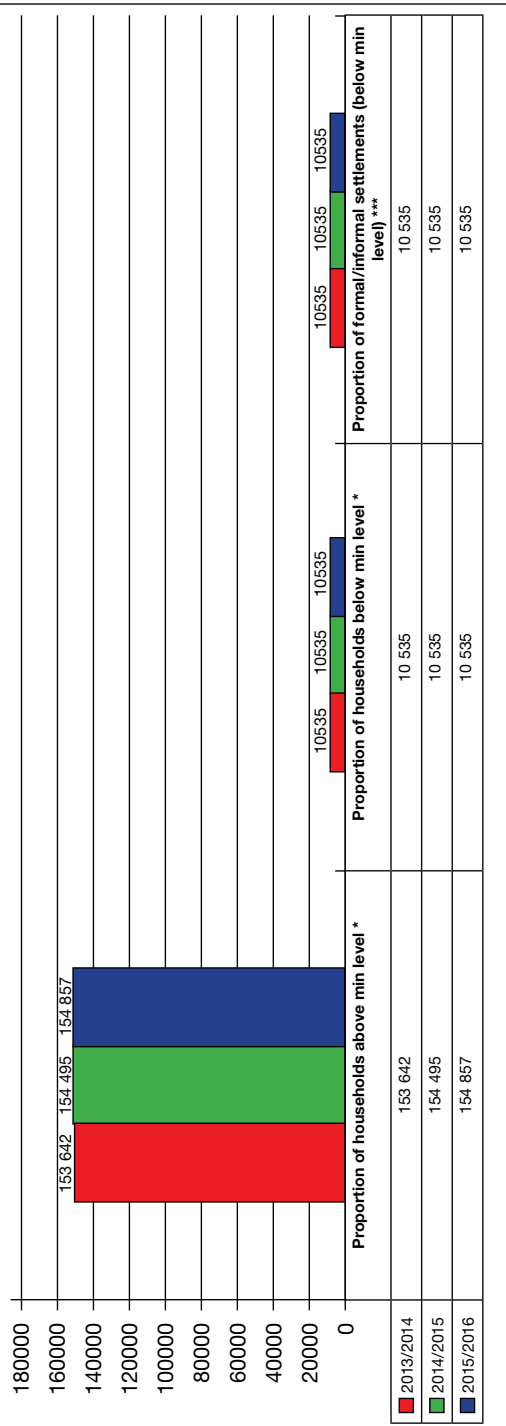 180000
160000
140000
120000
100000
80000
60000
40000
20000
0
153 642
154 495
154 857
10535
10535
10535
10535
10535
10535
Proportion of households above min level *
Proportion of households below min level *
Proportion of formal/informal settlements (below min
level) ***
2013/2014 153 642 10 535 10 535
2014/2015 154 495 10 535 10 535
2015/2016 154 857 10 535 10 535